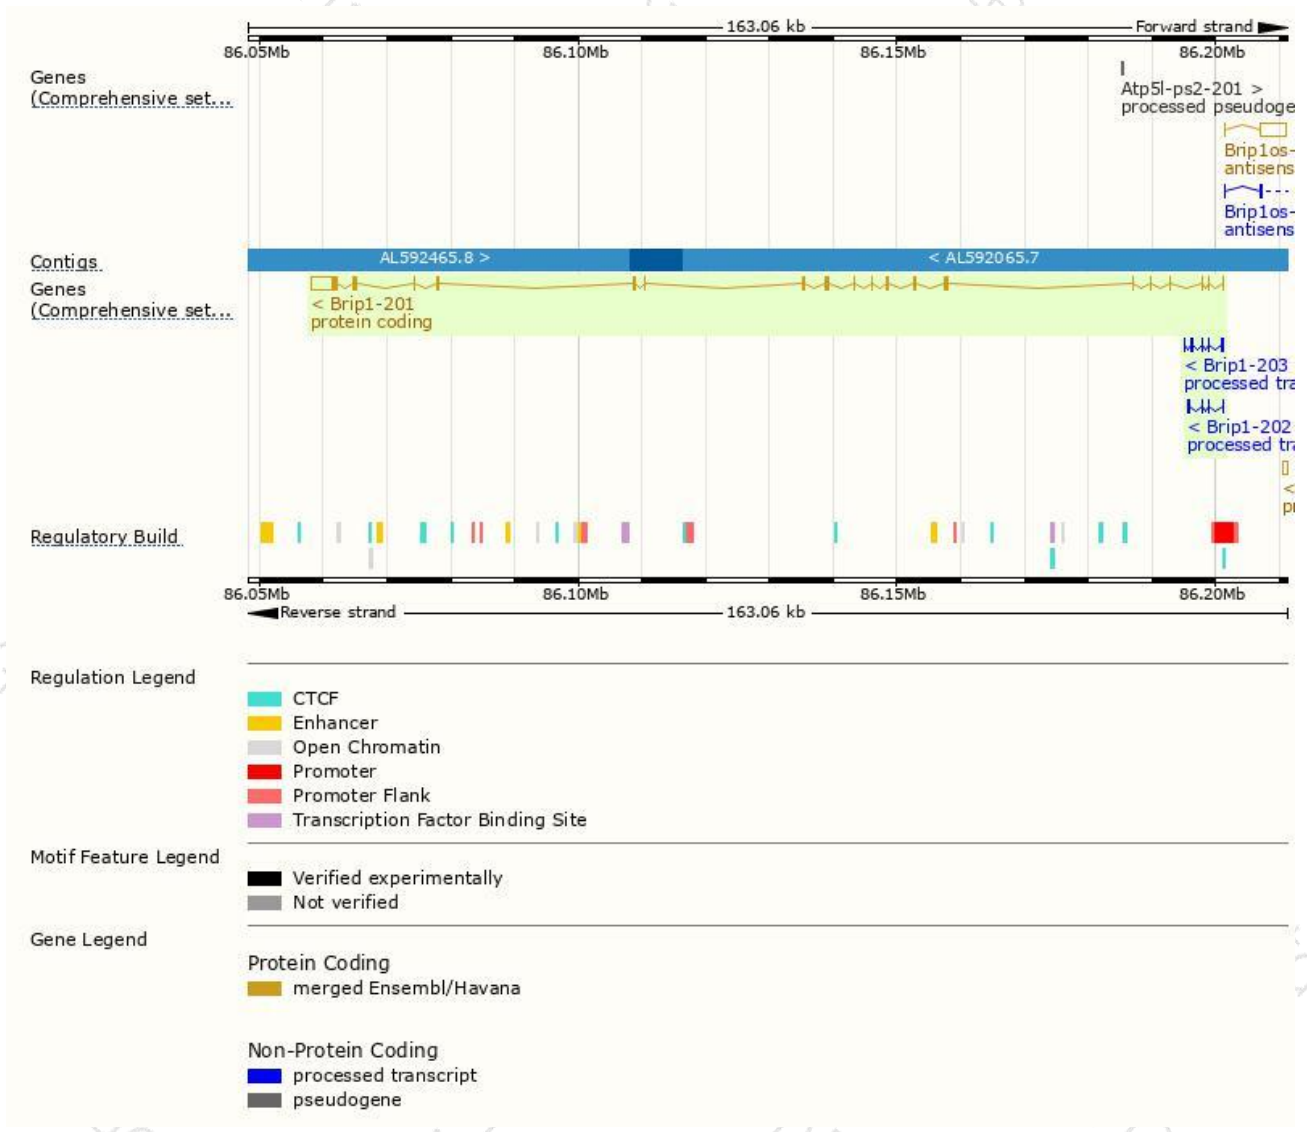 163.06 kb
Forward strand
86.05Mb 86.10Mb 86.15Mb 86.20Mb
Genes
(Comprehensive set...
Atp5l-ps2-201 >
processed pseudoge
Brip1os-
antisens
Brip1os-
antisens
Contigs
AL592465.8 > < AL592065.7
Genes
(Comprehensive set...
< Brip1-201
protein coding
< Brip1-203
processed tra
< Brip1-202
processed tra
<
pr
Regulatory Build
86.05Mb 86.10Mb 86.15Mb 86.20Mb
Reverse strand 163.06 kb
Regulation Legend
CTCF
Enhancer
Open Chromatin
Promoter
Promoter Flank
Transcription Factor Binding Site
Motif Feature Legend
Verified experimentally
Not verified
Gene Legend
Protein Coding
merged Ensembl/Havana
Non-Protein Coding
processed transcript
pseudogene